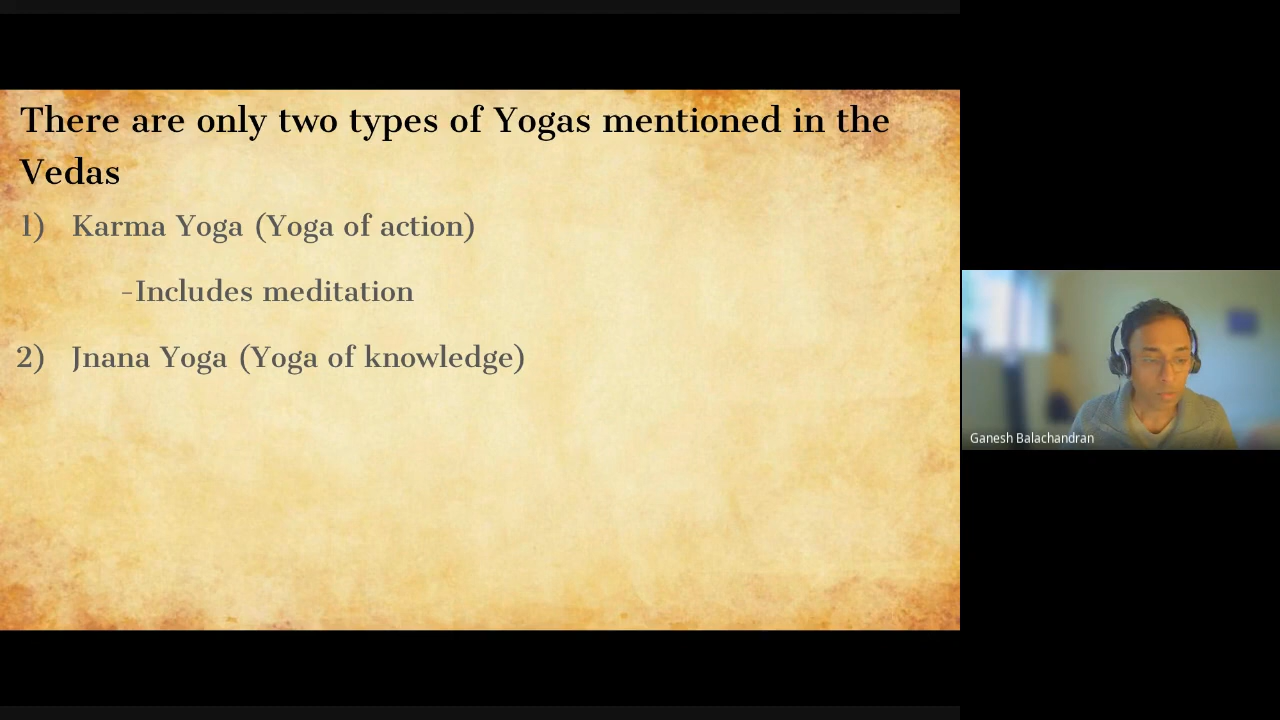 There are only two types of Yogas mentioned in the
Vedas
1) Karma Yoga (Yoga of action)
-Includes meditation
2) Jnana Yoga (Yoga of knowledge)
Ganesh Balachandran